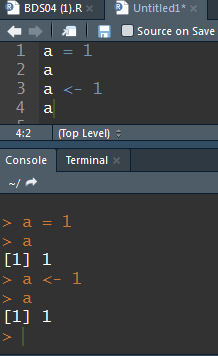 BDS04 (1).R Untitled1*
Source on Save
1 a = 1
2 a
3 a <- 1
4 a
4:2 (Top Level)
Console Terminal
~/
> a = 1
> a
[1] 1
> a <- 1
> a
[1] 1
>